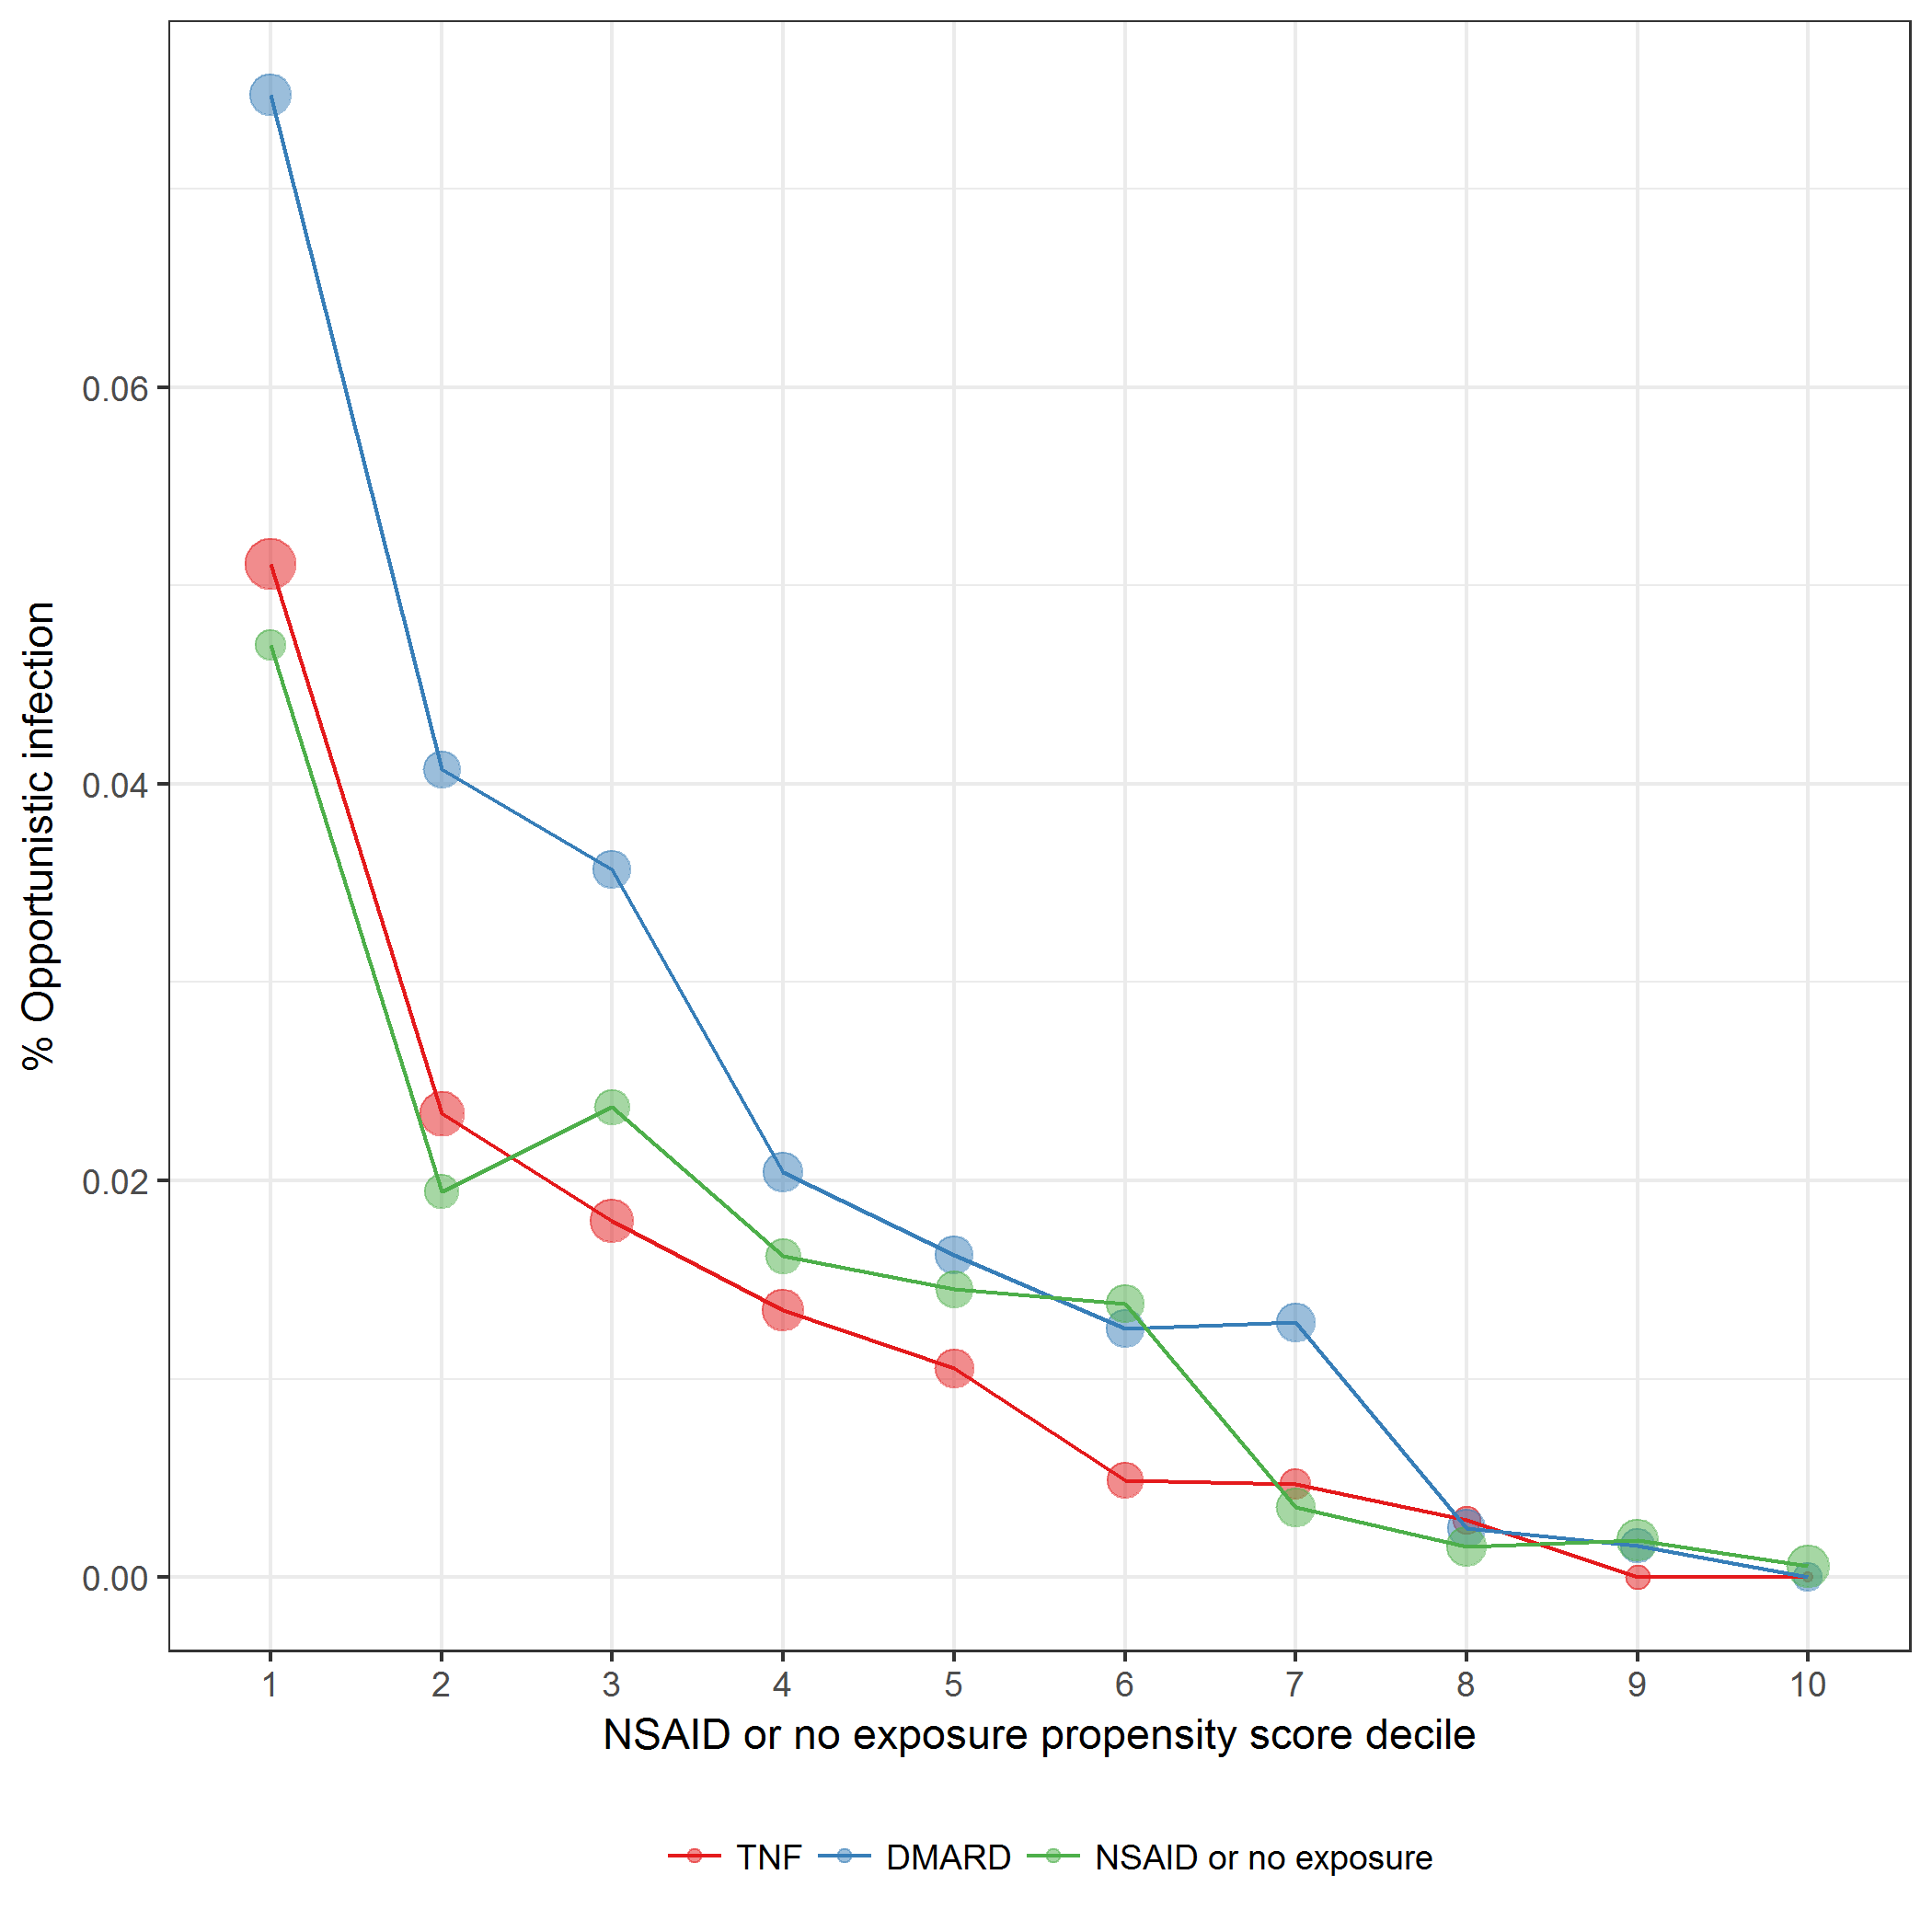 % Opportunistic infection
0.06
0.04
0.02
0.00
1 2 3 4 5 6 7 8 9 10
NSAID or no exposure propensity score decile
TNF DMARD NSAID or no exposure